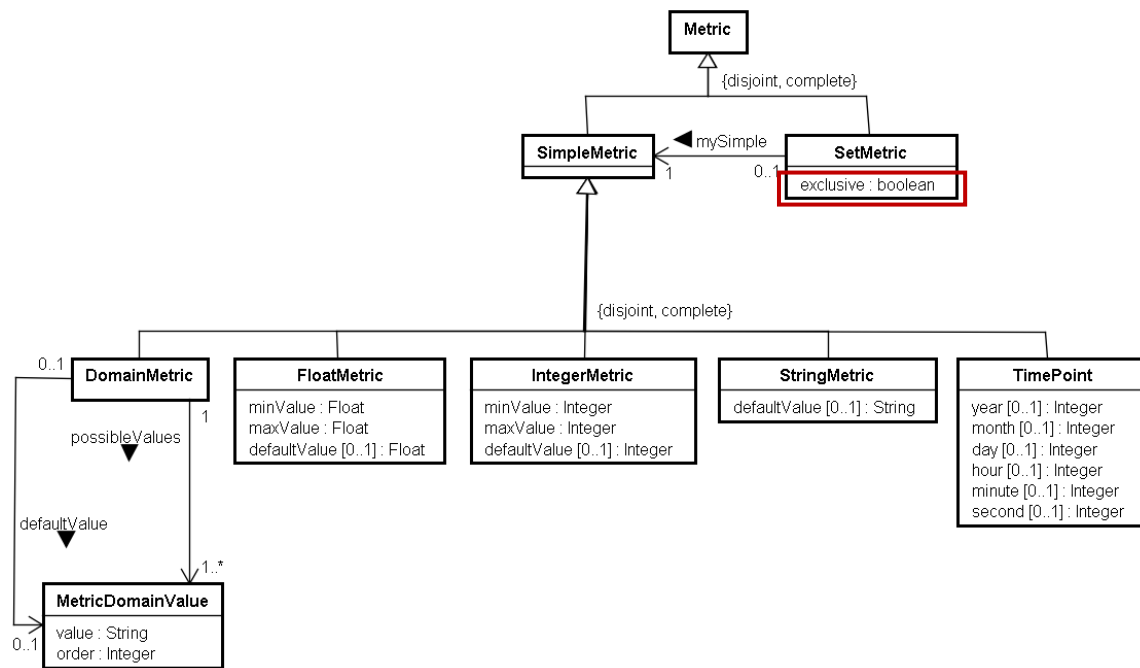 Metric
{disjoint, complete}
SimpleMetric
mySimple
1
0..1
SetMetric
exclusive : boolean
{disjoint, complete}
0..1
DomainMetric
1
possibleValues
defaultValue
1..*
0..1
MetricDomainValue
value : String
order : Integer
FloatMetric
minValue : Float
maxValue : Float
defaultValue [0..1] : Float
IntegerMetric
minValue : Integer
maxValue : Integer
defaultValue [0..1] : Integer
StringMetric
defaultValue [0..1] : String
TimePoint
year [0..1] : Integer
month [0..1] : Integer
day [0..1] : Integer
hour [0..1] : Integer
minute [0..1] : Integer
second [0..1] : Integer